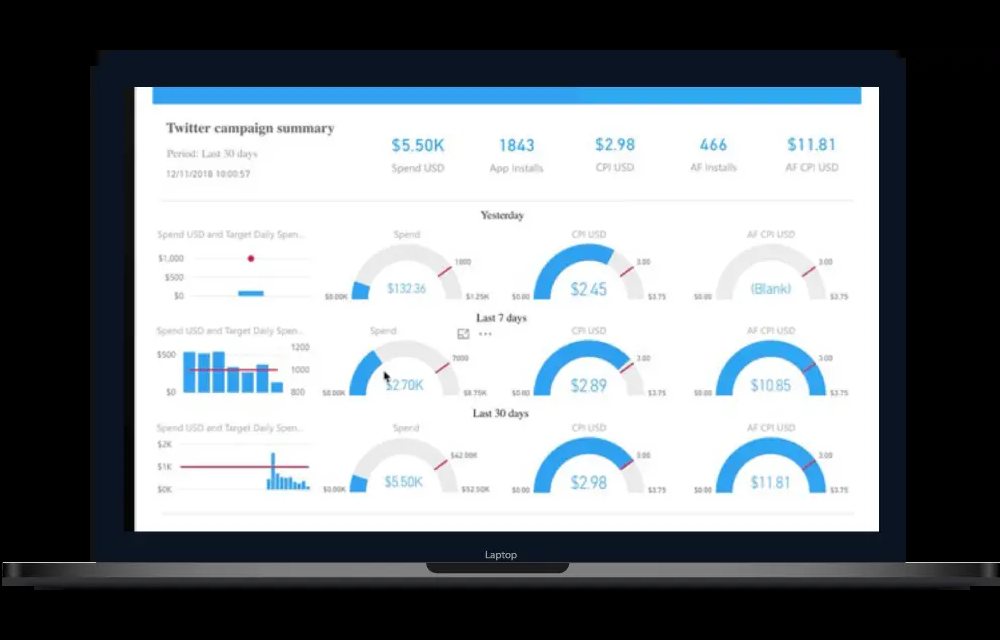 Twitter campaign summary
Period: Last 30 days
12/11/2018 10:00:57
$5.50K
Spend USD
1843
App Installs
$2.98
CPI USD
466
AF Installs
$11.81
AF CPI USD
Yesterday
Spend USD and Target Daily Spen...
$1,000
$500
$0
Spend
$132.36
$0.00K
$1.25K
CPI USD
$2.45
3.00
$0.00
$3.75
AF CPI USD
(Blank)
3.00
$0.00
$3.75
Last 7 days
Spend USD and Target Daily Spen...
$500
$0
1200
1000
800
Spend
$2.70K
7000
$0.00K
$8.75K
CPI USD
$2.89
3.00
$0.00
$3.75
AF CPI USD
$10.85
3.00
$0.00
$3.75
Last 30 days
Spend USD and Target Daily Spen...
$2K
$1K
$0K
Spend
$5.50K
$42.00K
$0.00K
$52.50K
CPI USD
$2.98
3.00
$0.00
$3.75
AF CPI USD
$11.81
3.00
$0.00
$3.75
Laptop